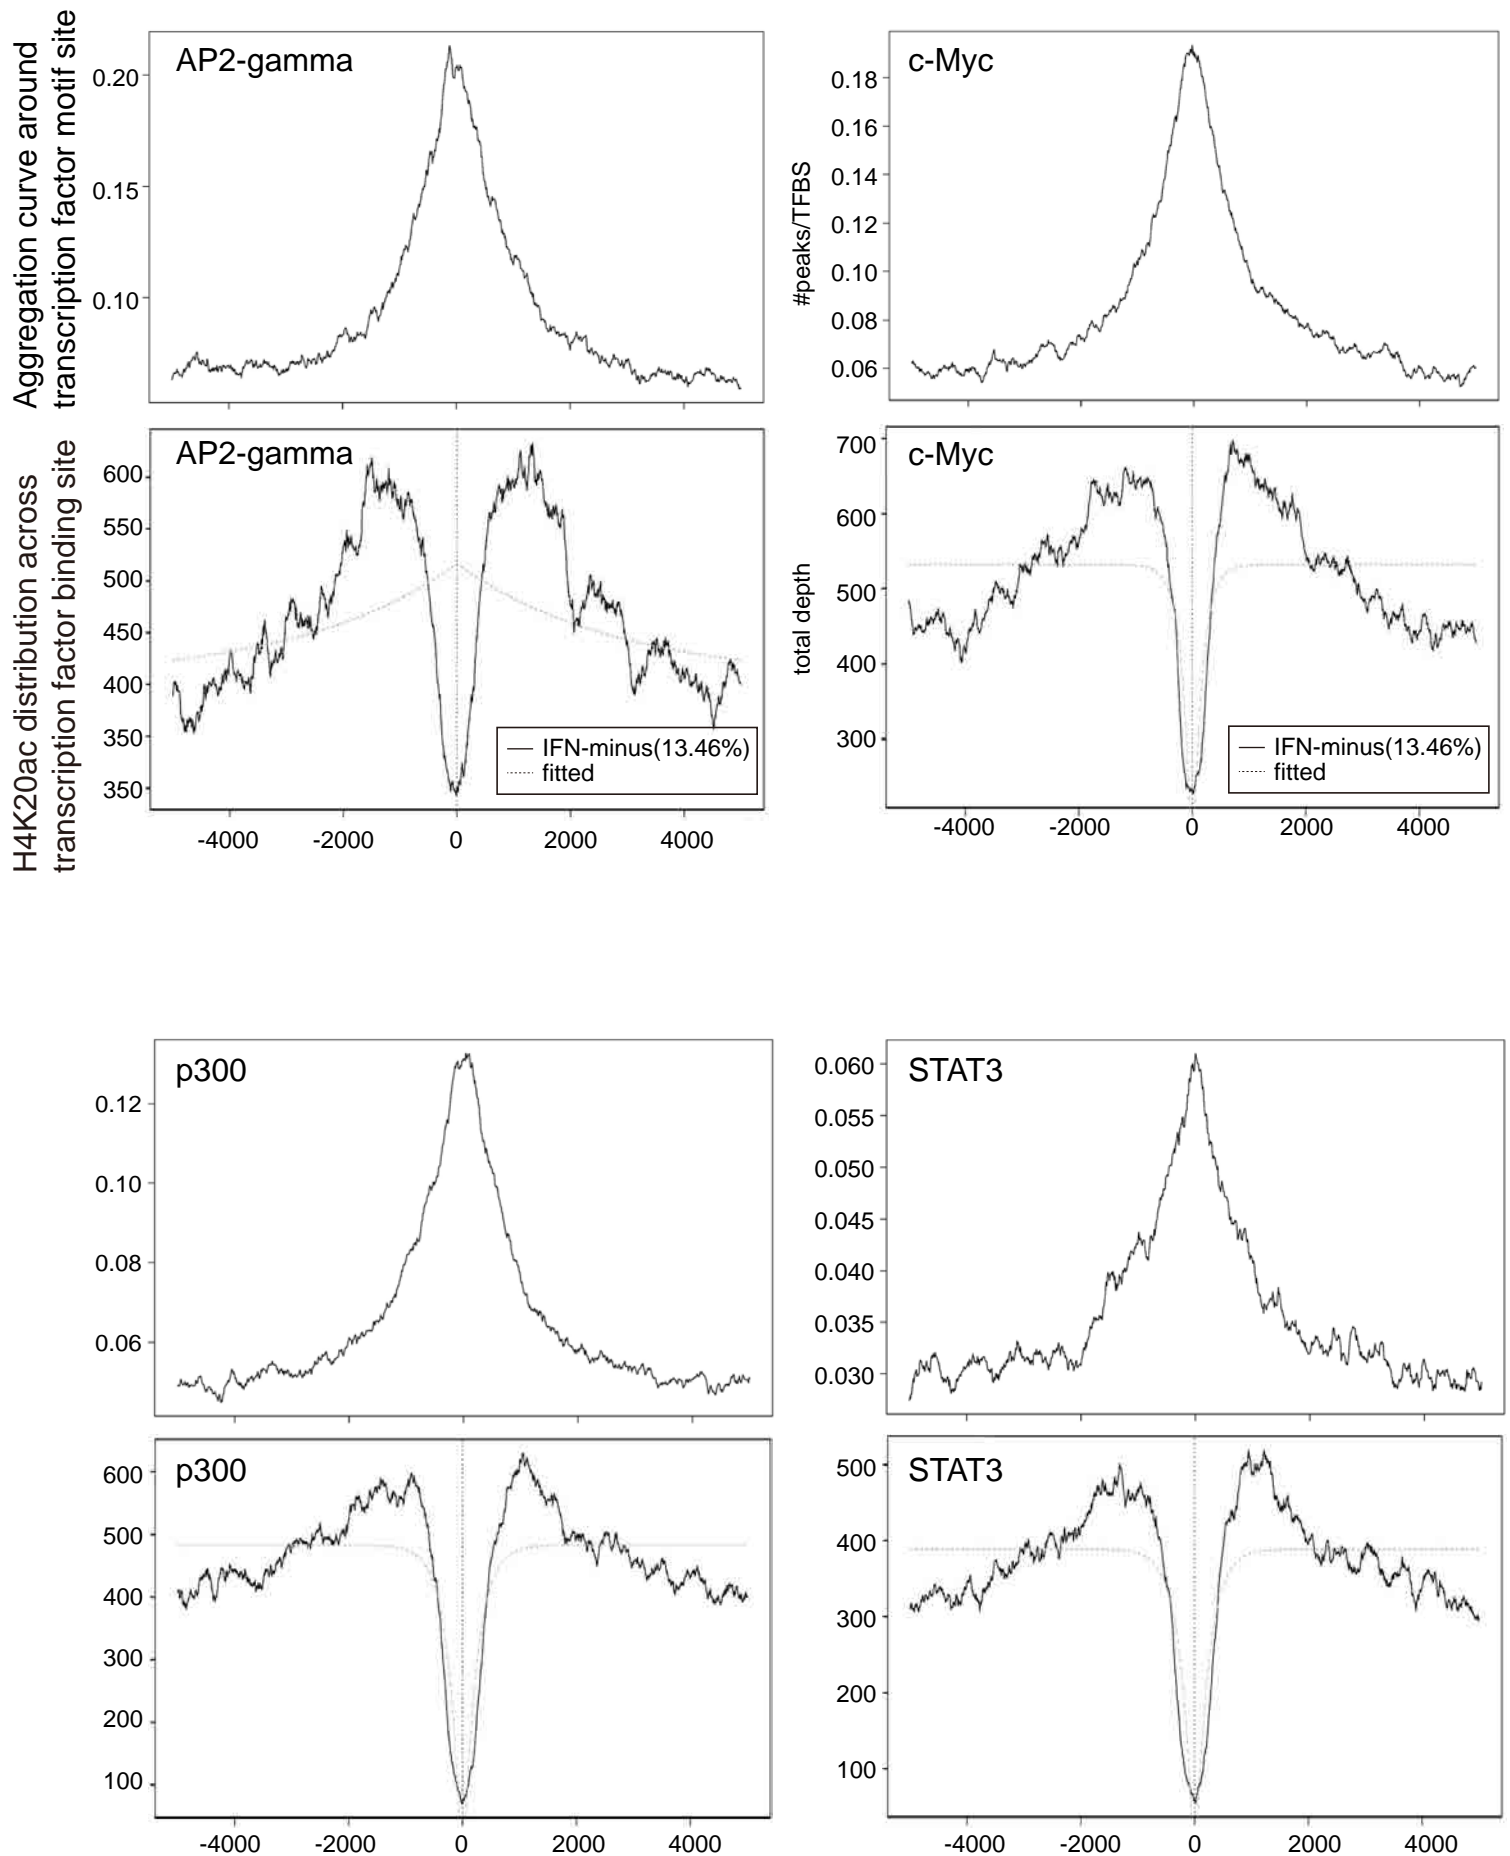 Aggregation curve around
transcription factor motif site
AP2-gamma
0.20
0.15
0.10
c-Myc
#peaks/TFBS
0.18
0.16
0.14
0.12
0.10
0.08
0.06
H4K20ac distribution across
transcription factor binding site
AP2-gamma
600
550
500
450
400
350
350
IFN-minus(13.46%)
fitted
-4000 -2000 0 2000 4000
c-Myc
total depth
700
600
500
400
300
IFN-minus(13.46%)
fitted
-4000 -2000 0 2000 4000
p300
0.12
0.10
0.08
0.06
STAT3
0.060
0.055
0.050
0.045
0.040
0.035
0.030
p300
600
500
400
300
200
100
-4000 -2000 0 2000 4000
STAT3
500
400
300
200
100
-4000 -2000 0 2000 4000